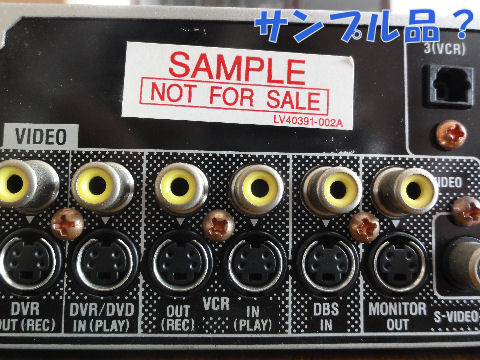 サンプル品？
3(VCR)
SAMPLE
NOT FOR SALE
LV40391-002A
VIDEO
DVR
OUT (REC)
DVR/DVD
IN (PLAY)
OUT
(REC)
VCR
IN
(PLAY)
DBS
IN
MONITOR
OUT
S-VIDEO